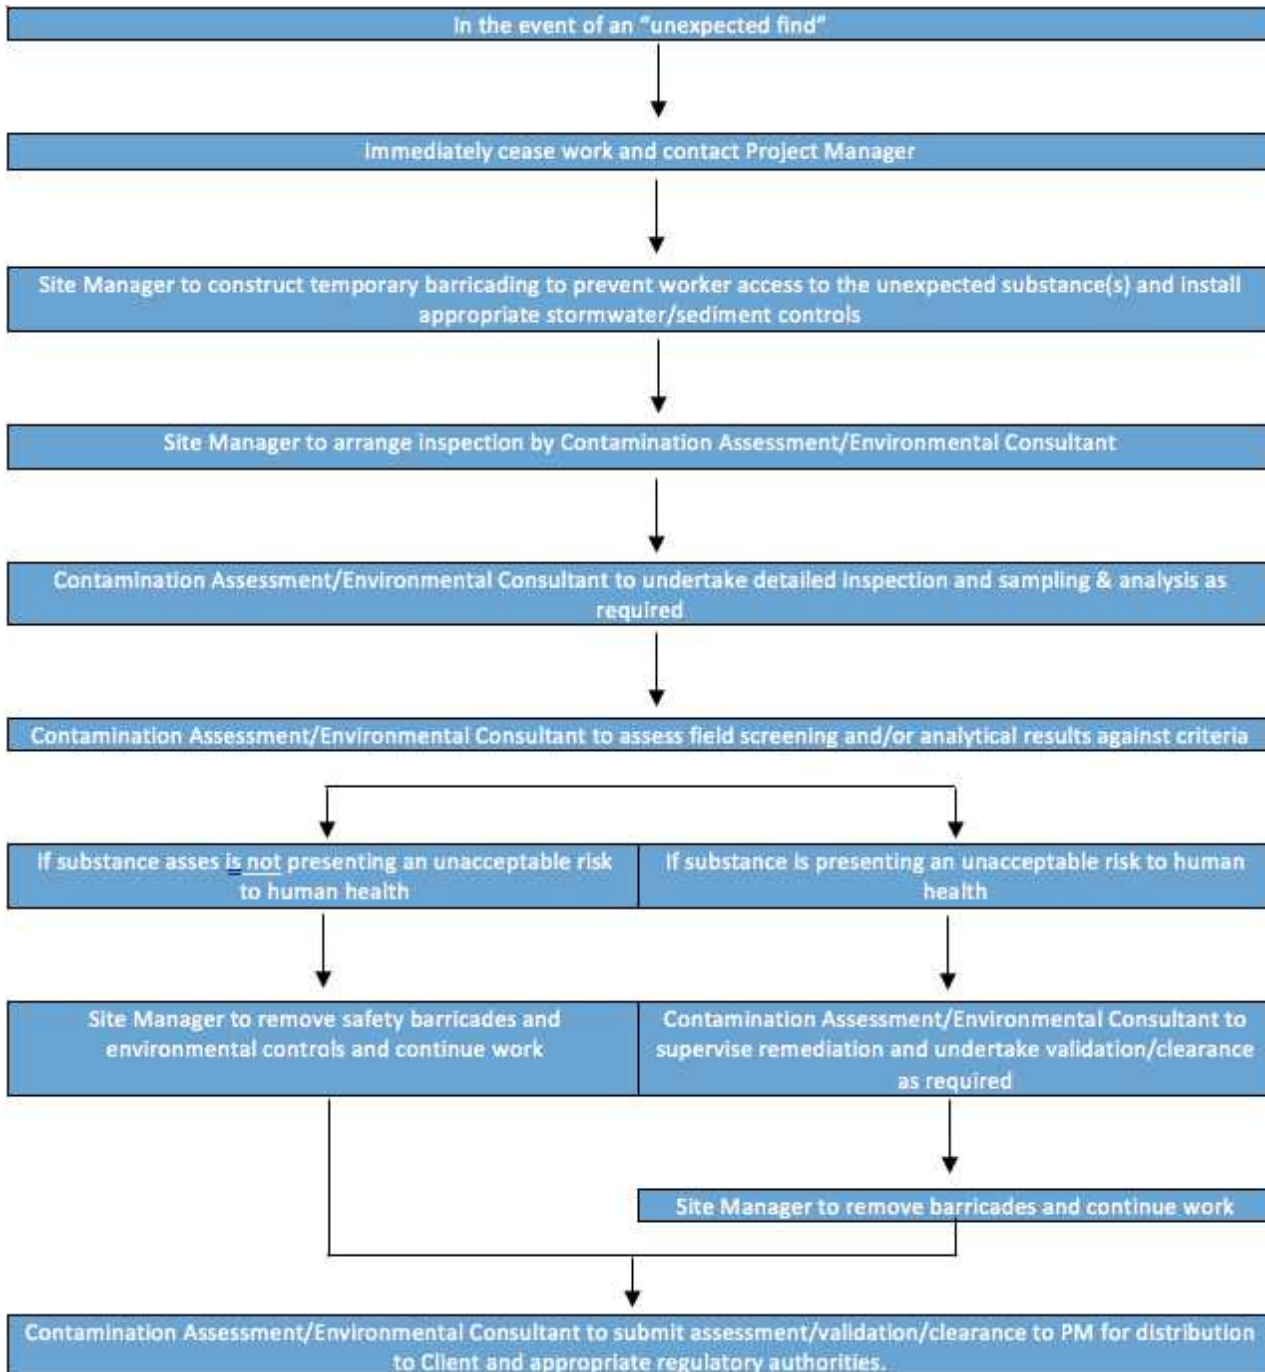 In the event of an "unexpected find"
Immediately cease work and contact Project Manager
Site Manager to construct temporary barricading to prevent worker access to the unexpected substance(s) and install
appropriate stormwater/sediment controls
Site Manager to arrange inspection by Contamination Assessment/Environmental Consultant
Contamination Assessment/Environmental Consultant to undertake detailed inspection and sampling & analysis as
required
Contamination Assessment/Environmental Consultant to assess field screening and/or analytical results against criteria
If substance asses is not presenting an unacceptable risk
to human health
If substance is presenting an unacceptable risk to human
health
Site Manager to remove safety barricades and
environmental controls and continue work
Contamination Assessment/Environmental Consultant to
supervise remediation and undertake validation/clearance
as required
Site Manager to remove barricades and continue work
Contamination Assessment/Environmental Consultant to submit assessment/validation/clearance to PM for distribution
to Client and appropriate regulatory authorities.